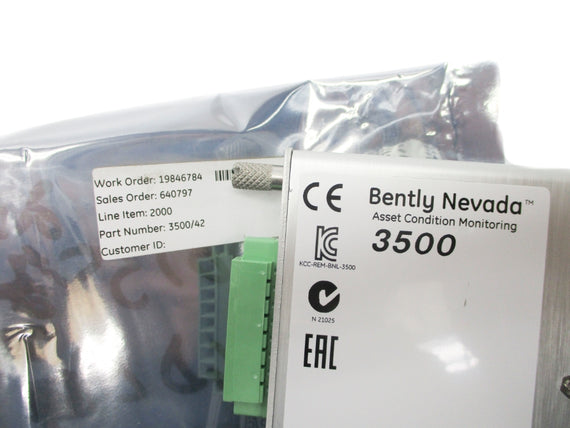 Work Order: 19846784
Sales Order: 640797
Line Item: 2000
Part Number: 3500/42
Customer ID:
CE
Bently Nevada™
Asset Condition Monitoring
3500
KC
KCC-REM-BNL-3500
N 21025
EAC